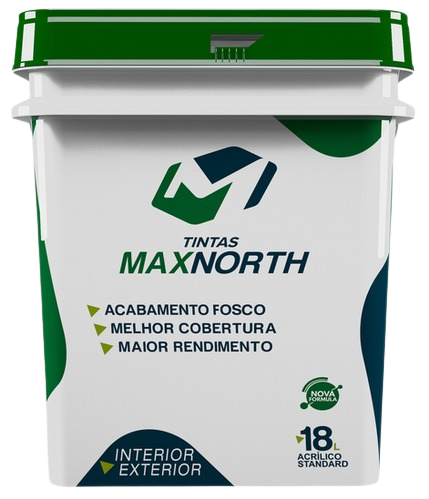 TINTAS
MAXNORTH
ACABAMENTO FOSCO
MELHOR COBERTURA
MAIOR RENDIMENTO
NOVA
FÓRMULA
INTERIOR
EXTERIOR
18L
ACRÍLICO
STANDARD